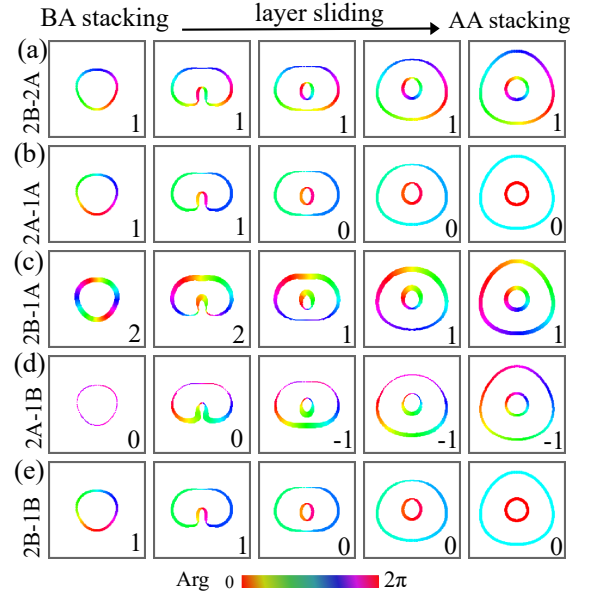 BA stacking layer sliding AA stacking
(a) 2B-2A 1 1 1 1 1
(b) 2A-1A 1 1 0 0 0
(c) 2B-1A 2 2 1 1 1
(d) 2A-1B 0 0 -1 -1 -1
(e) 2B-1B 1 1 0 0 0
Arg 0 2π